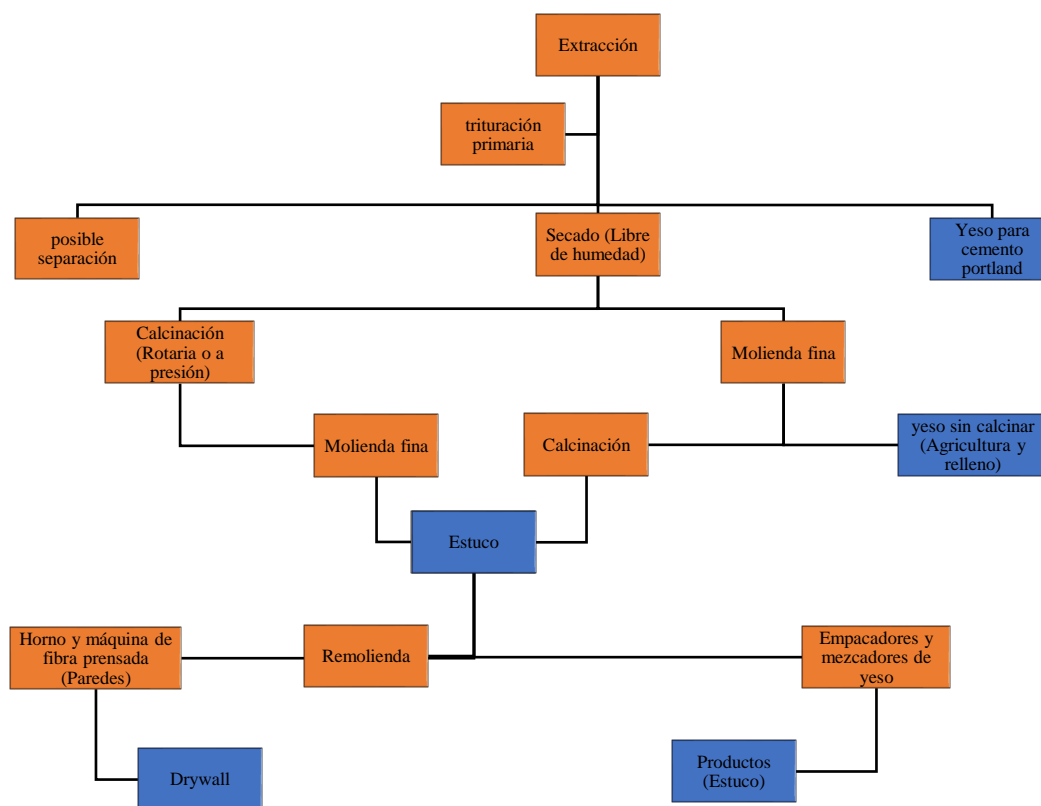 Extracción
trituración
primaria
posible
separación
Secado (Libre
de humedad)
Yeso para
cemento
portland
Calcinación
(Rotaria o a
presión)
Molienda fina
Molienda fina
Calcinación
yeso sin calcinar
(Agricultura y
relleno)
Estuco
Horno y máquina de
fibra prensada
(Paredes)
Remolienda
Empacadores y
mezcadores de
yeso
Drywall
Productos
(Estuco)